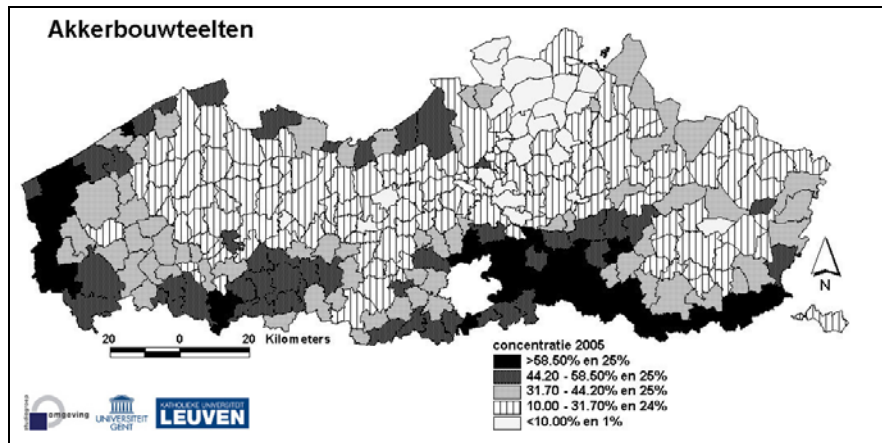 Akkerbouwteelten
20 0 20 Kilometers
N
concentratie 2005
>58.50% en 25%
44.20 - 58.50% en 25%
31.70 - 44.20% en 25%
10.00 - 31.70% en 24%
<10.00% en 1%
studiegroep
omgeving
UNIVERSITEIT
GENT
KATHOLIEKE UNIVERSITEIT
LEUVEN